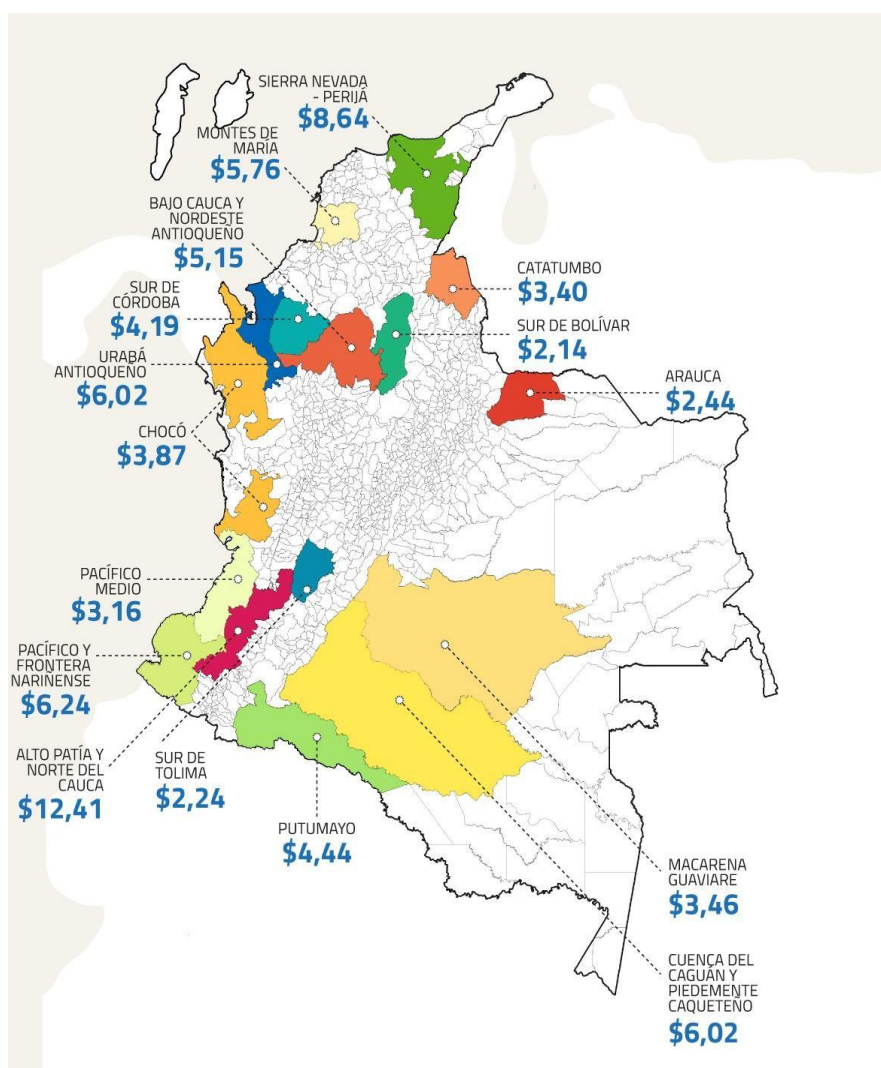 SIERRA NEVADA
- PERIJÁ
$8,64
MONTES DE
MARÍA
$5,76
BAJO CAUCA Y
NORDESTE
ANTIOQUEÑO
$5,15
SUR DE
CÓRDOBA
$4,19
URABÁ
ANTIOQUEÑO
$6,02
CHOCÓ
$3,87
CATATUMBO
$3,40
SUR DE BOLÍVAR
$2,14
ARAUCA
$2,44
PACÍFICO
MEDIO
$3,16
PACÍFICO Y
FRONTERA
NARIÑENSE
$6,24
ALTO PATÍA Y
NORTE DEL
CAUCA
$12,41
SUR DE
TOLIMA
$2,24
PUTUMAYO
$4,44
MACARENA
GUAVIARE
$3,46
CUENCA DEL
CAGUÁN Y
PIEDEMENTE
CAQUETEÑO
$6,02